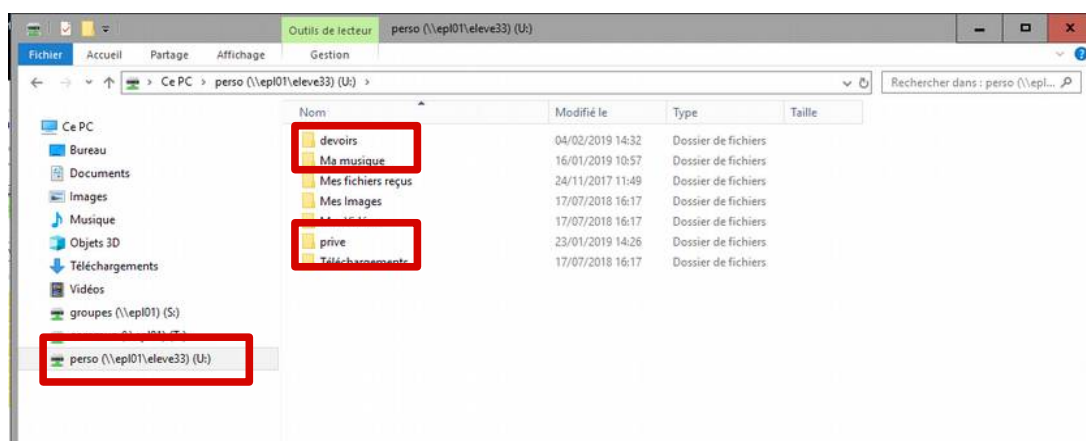 Outils de lecteur perso (\\epl01\eleve33) (U:)
Fichier Accueil Partage Affichage Gestion
Ce PC > perso (\\epl01\eleve33) (U:) > Rechercher dans : perso (\\epl...
Nom Modifié le Type Taille
Ce PC
Bureau
Documents
Images
Musique
Objets 3D
Téléchargements
Vidéos
groupes (\\epl01) (S:)
perso (\\epl01\eleve33) (U:)
devoirs 04/02/2019 14:32 Dossier de fichiers
Ma musique 16/01/2019 10:57 Dossier de fichiers
Mes fichiers reçus 24/11/2017 11:49 Dossier de fichiers
Mes Images 17/07/2018 16:17 Dossier de fichiers
17/07/2018 16:17 Dossier de fichiers
prive 23/01/2019 14:26 Dossier de fichiers
Téléchargements 17/07/2018 16:17 Dossier de fichiers